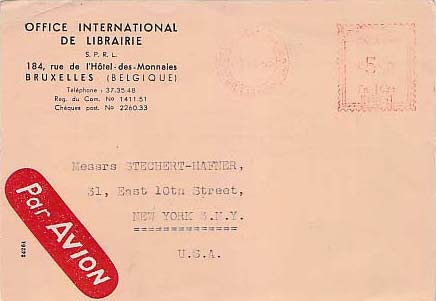 OFFICE INTERNATIONAL
DE LIBRAIRIE
S.P.R.L.
184, rue de l'Hôtel-des-Monnaies
BRUXELLES (BELGIQUE)
Téléphone : 37.35.48
Reg. du Com. Nº 1411.51
Chèques post. Nº 2260.33
5
Messrs STECHERT-HAFNER,
31, East 10th Street,
NEW YORK 3.N.Y.
=============
U.S.A.
Par AVION